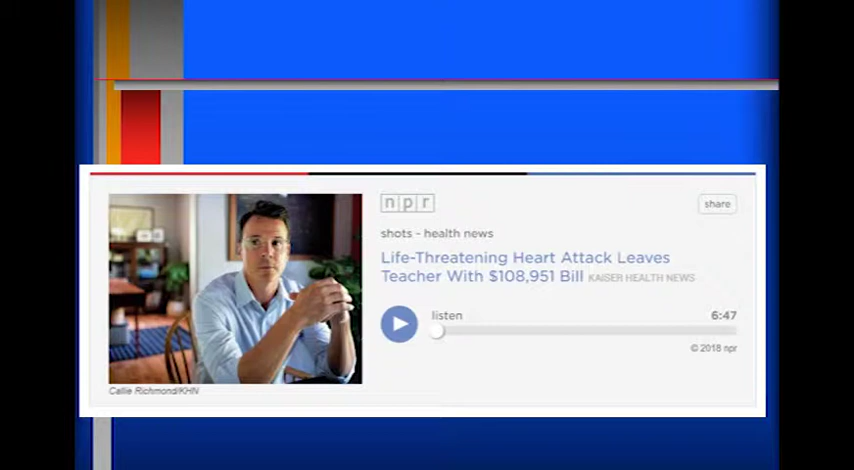 npr
share
shots - health news
Life-Threatening Heart Attack Leaves
Teacher With $108,951 Bill KAISER HEALTH NEWS
listen
6:47
© 2018 npr
Callie Richmond/KHN